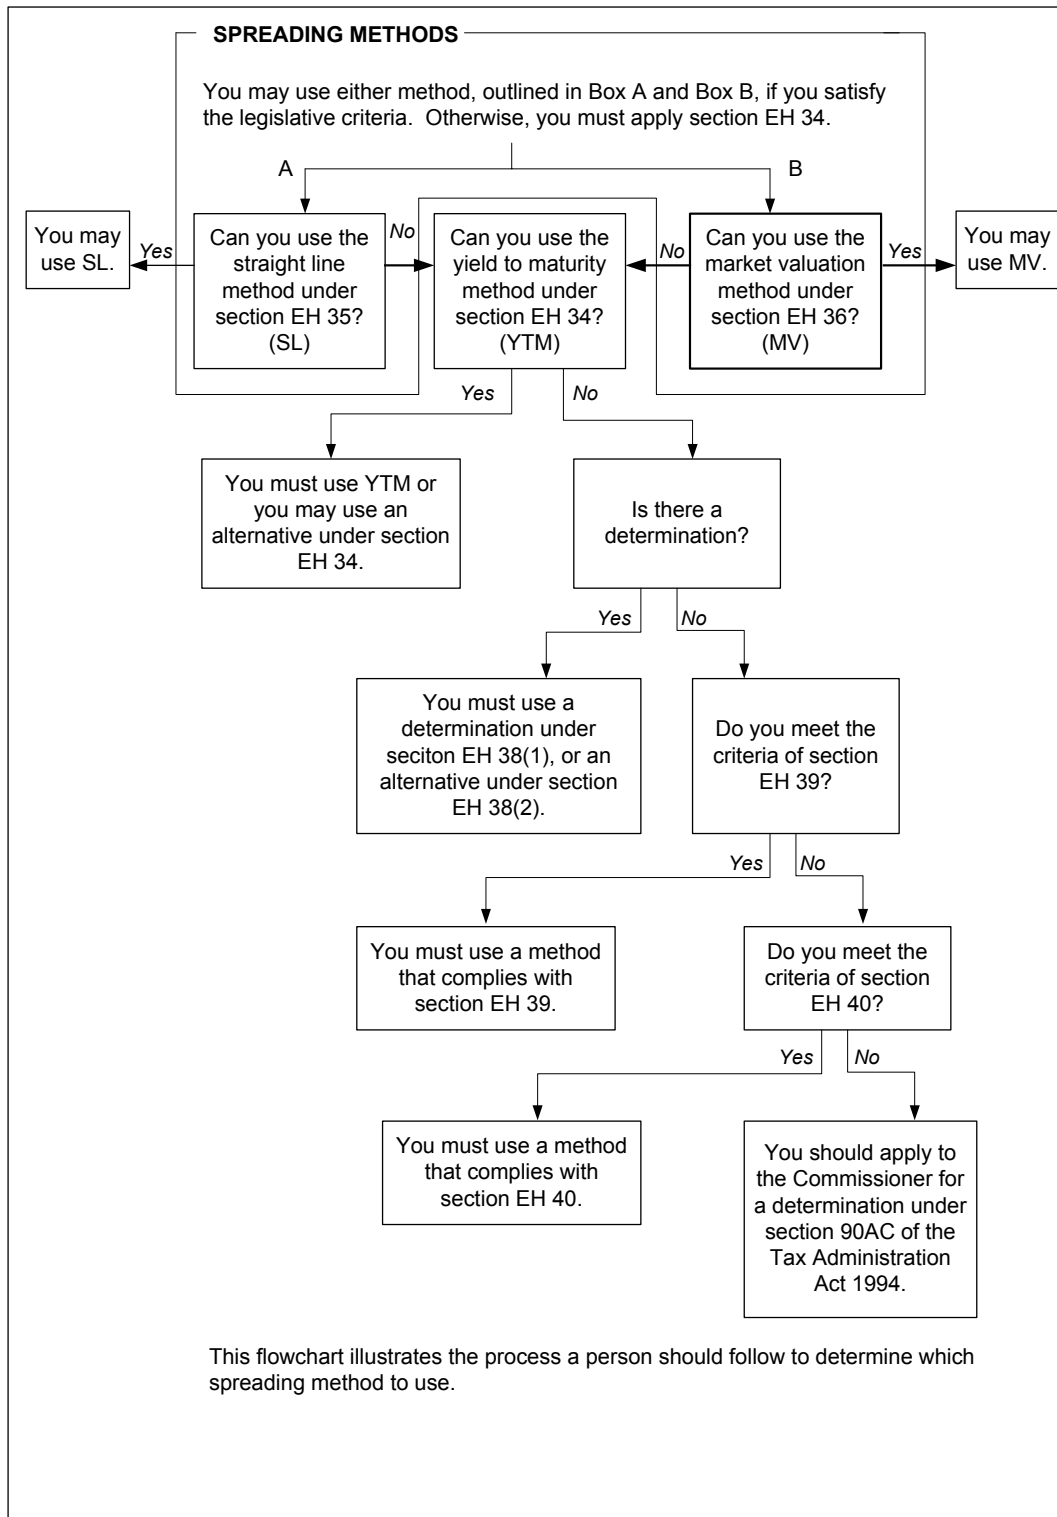 SPREADING METHODS
You may use either method, outlined in Box A and Box B, if you satisfy
the legislative criteria. Otherwise, you must apply section EH 34.
A
B
You may
use SL.
Yes
Can you use the
straight line
method under
section EH 35?
(SL)
No
Can you use the
yield to maturity
method under
section EH 34?
(YTM)
No
Can you use the
market valuation
method under
section EH 36?
(MV)
Yes
You may
use MV.
Yes
No
You must use YTM or
you may use an
alternative under section
EH 34.
Is there a
determination?
Yes
No
You must use a
determination under
seciton EH 38(1), or an
alternative under section
EH 38(2).
Do you meet the
criteria of section
EH 39?
Yes
No
You must use a method
that complies with
section EH 39.
Do you meet the
criteria of section
EH 40?
Yes
No
You must use a method
that complies with
section EH 40.
You should apply to
the Commissioner for
a determination under
section 90AC of the
Tax Administration
Act 1994.
This flowchart illustrates the process a person should follow to determine which
spreading method to use.